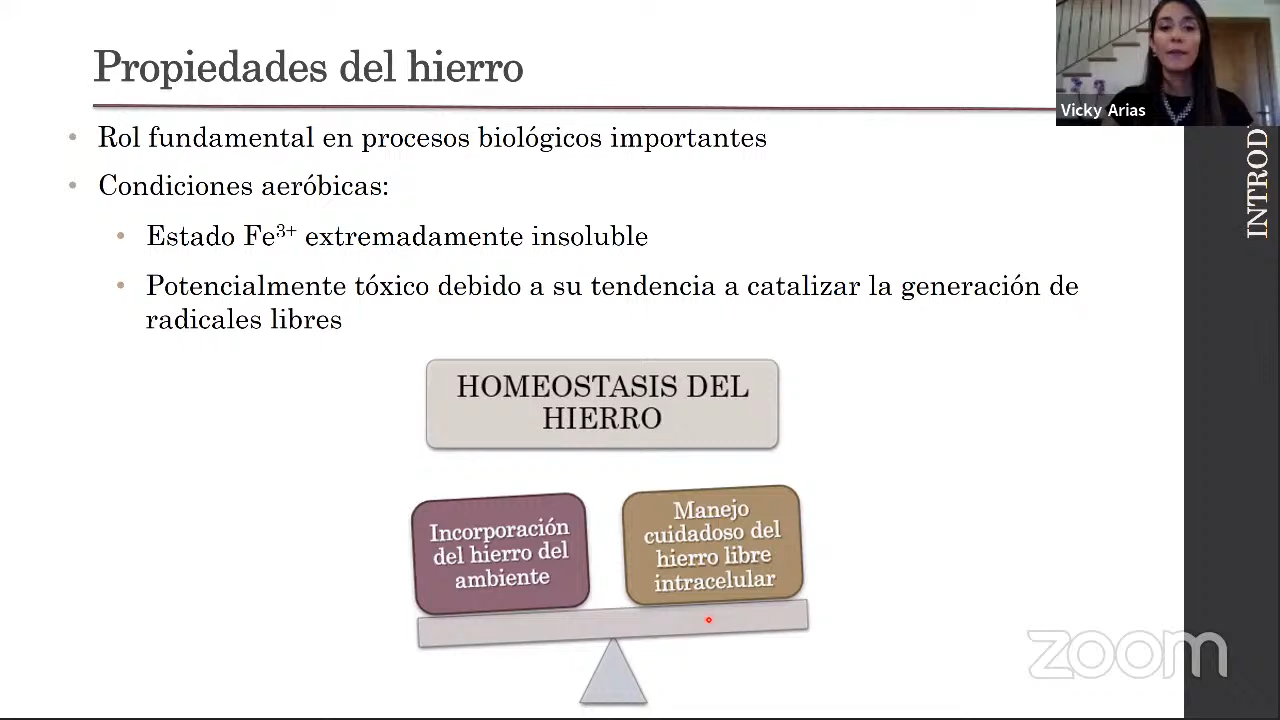 Propiedades del hierro
Vicky Arias
INTROD
• Rol fundamental en procesos biológicos importantes
• Condiciones aeróbicas:
• Estado Fe³⁺ extremadamente insoluble
• Potencialmente tóxico debido a su tendencia a catalizar la generación de
radicales libres
HOMEOSTASIS DEL
HIERRO
Incorporación
del hierro del
ambiente
Manejo
cuidadoso del
hierro libre
intracelular
zoom